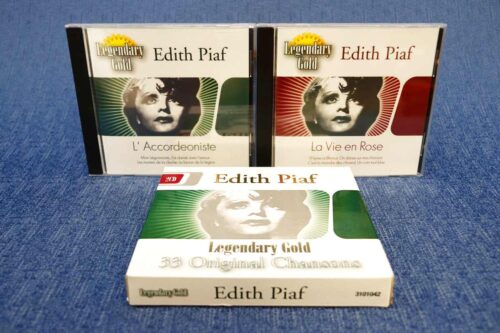 Legendary
Gold
Edith Piaf
L' Accordeoniste
Legendary
Gold
Edith Piaf
La Vie en Rose
2CD
Edith Piaf
Legendary Gold
33 Original Chansons
Legendary Gold
Edith Piaf
3101042